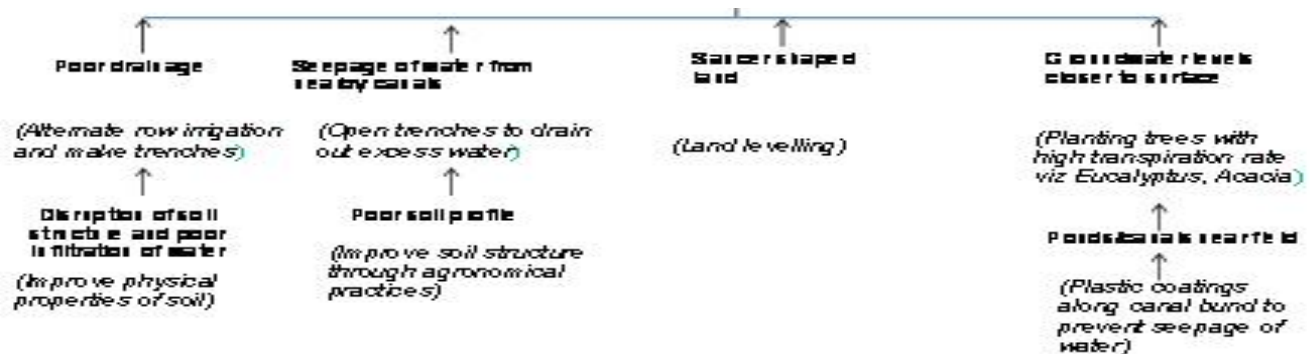 Poor drainage
Seepage of water from
nearby canals
Saucer shaped
land
Groundwater levels
closer to surface
(Alternate row irrigation
and make trenches)
(Open trenches to drain
out excess water)
(Land levelling)
(Planting trees with
high transpiration rate
viz Eucalyptus, Acacia)
Disruption of soil
structure and poor
infiltration of water
(Improve physical
properties of soil)
Poor soil profile
(Improve soil structure
through agronomical
practices)
Ponds/canals near field
(Plastic coatings
along canal bund to
prevent seepage of
water)